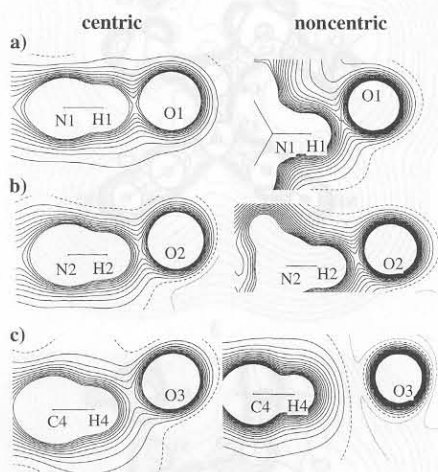 centric noncentric
a)
N1 H1 O1 N1 H1 O1
b)
N2 H2 O2 N2 H2 O2
c)
C4 H4 O3 C4 H4 O3